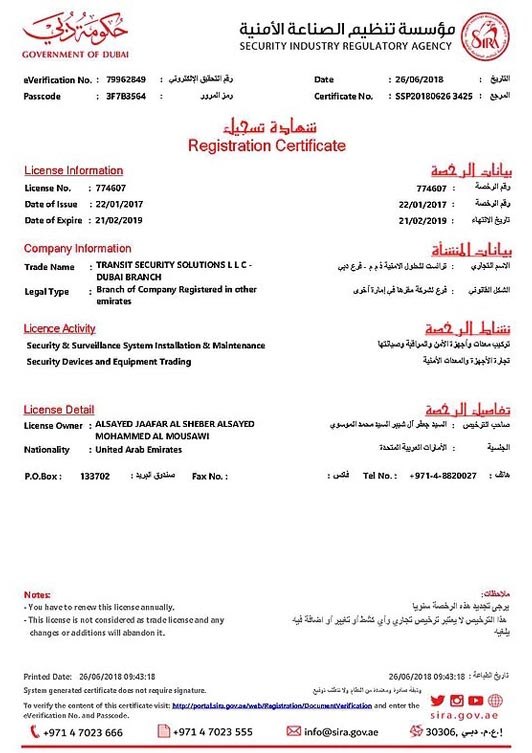 حكومة دبي
GOVERNMENT OF DUBAI
مؤسسة تنظيم الصناعة الأمنية
SECURITY INDUSTRY REGULATORY AGENCY
SIRA
eVerification No. : 79962849 : رقم التحقق الإلكتروني
Date : 26/06/2018 : التاريخ
Passcode : 3F7B3564 : رمز المرور
Certificate No. : SSP20180626 3425 : المرجع
شهادة تسجيل
Registration Certificate
License Information بيانات الرخصة
License No. : 774607 774607 : رقم الرخصة
Date of Issue : 22/01/2017 22/01/2017 : رقم الرخصة
Date of Expire : 21/02/2019 21/02/2019 : تاريخ الانتهاء
Company Information بيانات المنشأة
Trade Name : TRANSIT SECURITY SOLUTIONS L L C - الاسم التجاري : ترانست للحلول الامنية ذ م م - فرع دبي
DUBAI BRANCH
Legal Type : Branch of Company Registered in other الشكل القانوني : فرع لشركة مقرها في إمارة أخرى
emirates
Licence Activity نشاط الرخصة
Security & Surveillance System Installation & Maintenance تركيب معدات وأجهزة الأمن والمراقبة وصيانتها
Security Devices and Equipment Trading تجارة الأجهزة والمعدات الأمنية
License Detail تفاصيل الرخصة
License Owner : ALSAYED JAAFAR AL SHEBER ALSAYED صاحب الترخيص : السيد جعفر آل شبير السيد محمد الموسوي
MOHAMMED AL MOUSAWI
Nationality : United Arab Emirates الجنسية : الأمارات العربية المتحدة
P.O.Box : 133702 : صندوق البريد Fax No. : : فاكس Tel No. : +971-4-8820027 : هاتف
Notes: ملاحظات:
- You have to renew this license annually. يرجى تجديد هذه الرخصة سنويا
- This license is not considered as trade license and any هذا الترخيص لا يعتبر ترخيص تجاري وأي كشط أو تغيير أو اضافة فيه
changes or additions will abandon it. يلغيه
Printed Date: 26/06/2018 09:43:18 26/06/2018 09:43:18 : تاريخ الطباعة
System generated certificate does not require signature. وثيقة صادرة ومعتمدة من النظام ولا تتطلب توقيع
To verify the content of this certificate visit: http://portal.sira.gov.ae/web/Registration/DocumentVerification and enter the
eVerification No. and Passcode.
sira.gov.ae
+971 4 7023 666 +971 4 7023 555 info@sira.gov.ae 30306, إ.ع.م. دبي